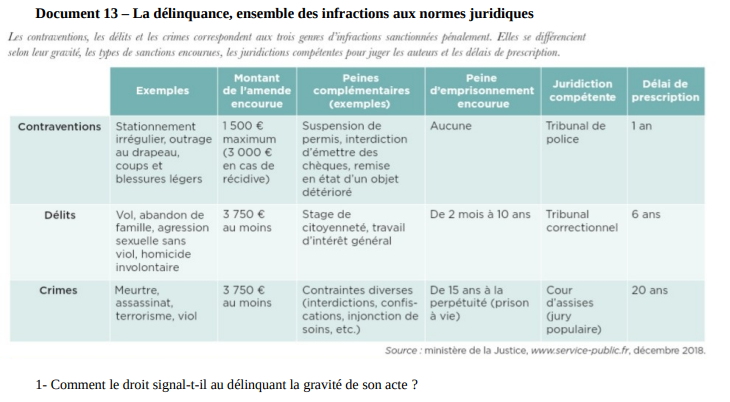 Document 13 – La délinquance, ensemble des infractions aux normes juridiques
Les contraventions, les délits et les crimes correspondent aux trois genres d'infractions sanctionnées pénalement. Elles se différencient
selon leur gravité, les types de sanctions encourues, les juridictions compétentes pour juger les auteurs et les délais de prescription.
Exemples
Montant
de l'amende
encourue
Peines
complémentaires
(exemples)
Peine
d'emprisonnement
encourue
Juridiction
compétente
Délai de
prescription
Contraventions
Stationnement
irrégulier, outrage
au drapeau,
coups et
blessures légers
1 500 €
maximum
(3 000 €
en cas de
récidive)
Suspension de
permis, interdiction
d'émettre des
chèques, remise
en état d'un objet
détérioré
Aucune
Tribunal de
police
1 an
Délits
Vol, abandon de
famille, agression
sexuelle sans
viol, homicide
involontaire
3 750 €
au moins
Stage de
citoyenneté, travail
d'intérêt général
De 2 mois à 10 ans
Tribunal
correctionnel
6 ans
Crimes
Meurtre,
assassinat,
terrorisme, viol
3 750 €
au moins
Contraintes diverses
(interdictions, confis-
cations, injonction de
soins, etc.)
De 15 ans à la
perpétuité (prison
à vie)
Cour
d'assises
(jury
populaire)
20 ans
Source : ministère de la Justice, www.service-public.fr, décembre 2018.
1- Comment le droit signal-t-il au délinquant la gravité de son acte ?